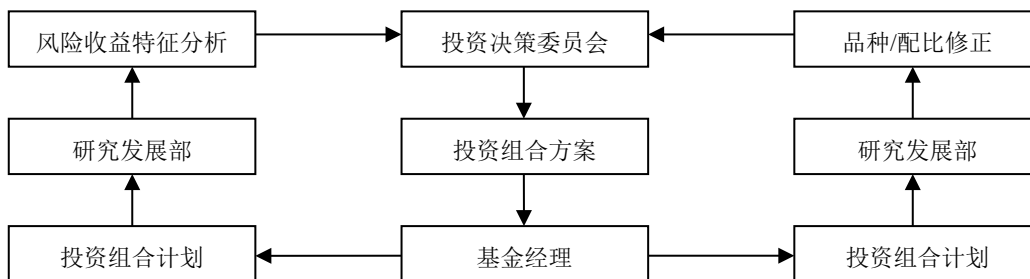 风险收益特征分析
投资决策委员会
品种/配比修正
研究发展部
投资组合方案
研究发展部
投资组合计划
基金经理
投资组合计划